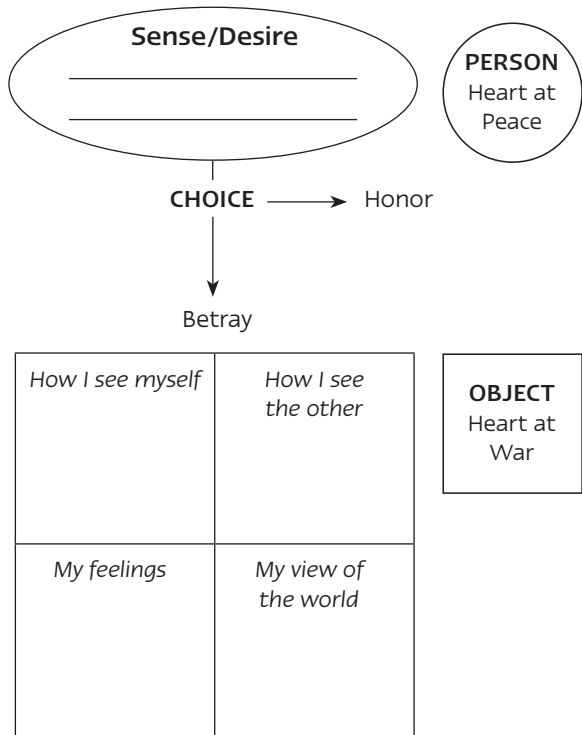 Sense/Desire
PERSON
Heart at
Peace
CHOICE
Honor
Betray
How I see myself
How I see
the other
OBJECT
Heart at
War
My feelings
My view of
the world